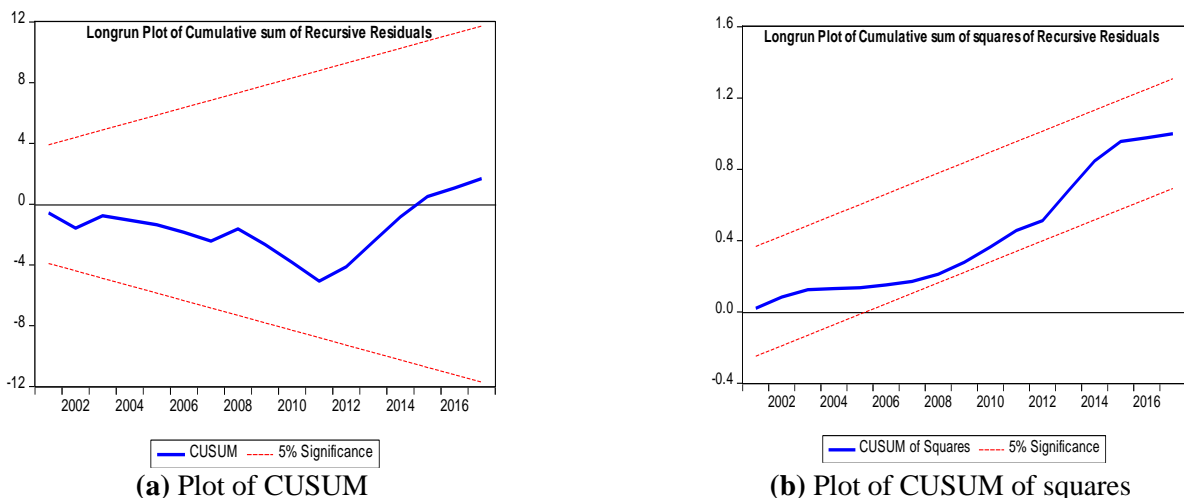 Longrun Plot of Cumulative sum of Recursive Residuals
12
8
4
0
-4
-8
-12
2002 2004 2006 2008 2010 2012 2014 2016
CUSUM 5% Significance
(a) Plot of CUSUM
Longrun Plot of Cumulative sum of squares of Recursive Residuals
1.6
1.2
0.8
0.4
0.0
-0.4
2002 2004 2006 2008 2010 2012 2014 2016
CUSUM of Squares 5% Significance
(b) Plot of CUSUM of squares